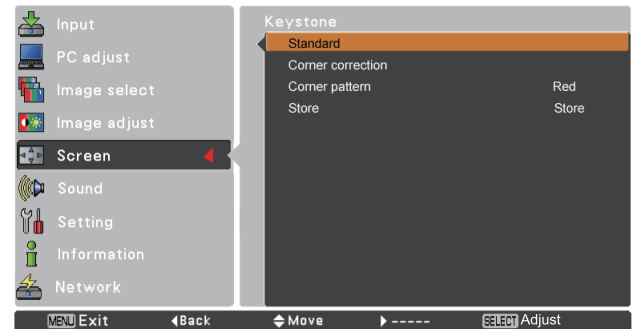 Input
PC adjust
Image select
Image adjust
Screen
Sound
Setting
Information
Network
Keystone
Standard
Corner correction
Corner pattern Red
Store Store
MENU Exit Back Move ----- SELECT Adjust